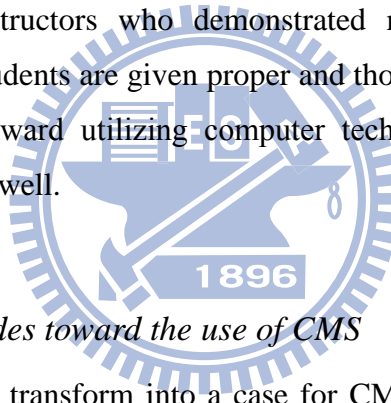 tructors who demonstrated
udents are given proper and tho
ward utilizing computer tech
well.
E S
1896
des toward the use of CMS
transform into a case for CM